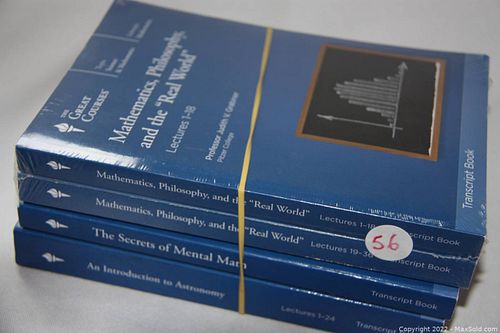 THE
GREAT
COURSES
Mathematics, Philosophy,
and the "Real World"
Lectures 1-18
Professor Judith V. Grabiner
Pitzer College
Transcript Book
Mathematics, Philosophy, and the "Real World" Lectures 1-18 Transcript Book
Mathematics, Philosophy, and the "Real World" Lectures 19-36 Transcript Book
56
The Secrets of Mental Math Transcript Book
An Introduction to Astronomy Lectures 1-24
Copyright 2022 - MaxSold.com